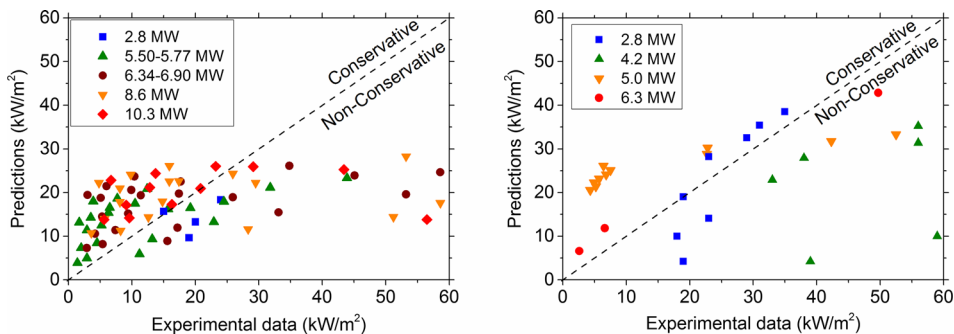 60
50
40
30
20
10
0
Predictions (kW/m²)
2.8 MW
5.50-5.77 MW
6.34-6.90 MW
8.6 MW
10.3 MW
Conservative
Non-Conservative
0 10 20 30 40 50 60
Experimental data (kW/m²)
60
50
40
30
20
10
0
Predictions (kW/m²)
2.8 MW
4.2 MW
5.0 MW
6.3 MW
Conservative
Non-Conservative
0 10 20 30 40 50 60
Experimental data (kW/m²)